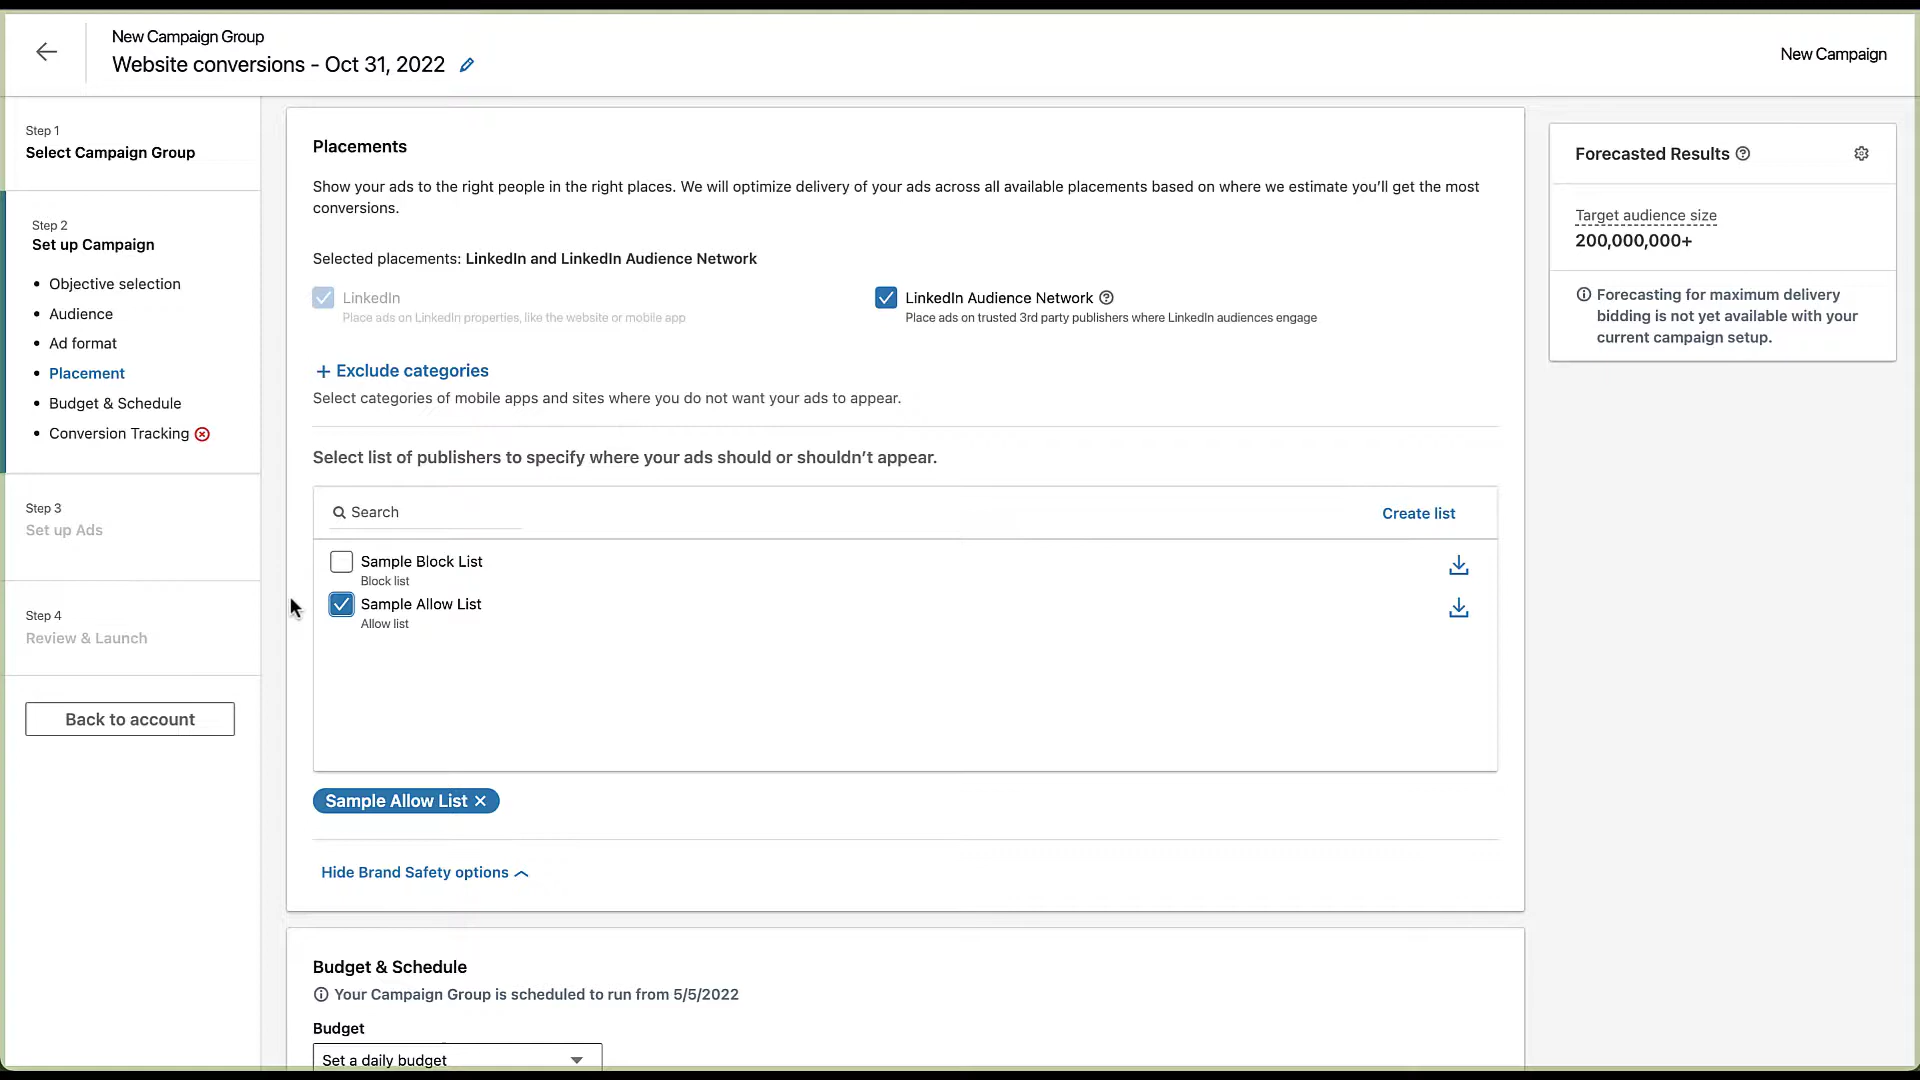 New Campaign Group
Website conversions - Oct 31, 2022
New Campaign
Step 1
Select Campaign Group
Step 2
Set up Campaign
Objective selection
Audience
Ad format
Placement
Budget & Schedule
Conversion Tracking
Step 3
Set up Ads
Step 4
Review & Launch
Back to account
Placements
Show your ads to the right people in the right places. We will optimize delivery of your ads across all available placements based on where we estimate you'll get the most
conversions.
Selected placements: LinkedIn and LinkedIn Audience Network
LinkedIn
Place ads on LinkedIn properties, like the website or mobile app
LinkedIn Audience Network
Place ads on trusted 3rd party publishers where LinkedIn audiences engage
+ Exclude categories
Select categories of mobile apps and sites where you do not want your ads to appear.
Select list of publishers to specify where your ads should or shouldn't appear.
Search
Create list
Sample Block List
Block list
Sample Allow List
Allow list
Sample Allow List
Hide Brand Safety options
Budget & Schedule
Your Campaign Group is scheduled to run from 5/5/2022
Budget
Set a daily budget
Forecasted Results
Target audience size
200,000,000+
Forecasting for maximum delivery
bidding is not yet available with your
current campaign setup.